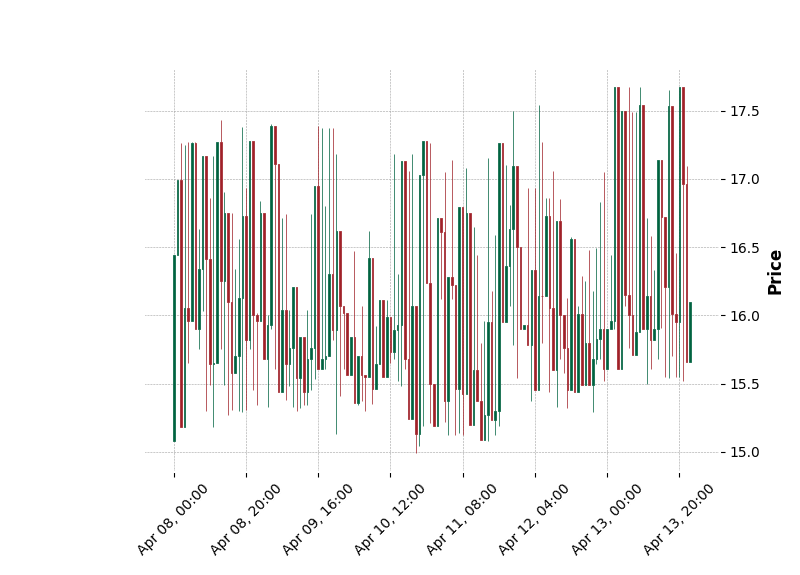 17.5
17.0
16.5
16.0
15.5
15.0
Price
Apr 08, 00:00
Apr 08, 20:00
Apr 09, 16:00
Apr 10, 12:00
Apr 11, 08:00
Apr 12, 04:00
Apr 13, 00:00
Apr 13, 20:00